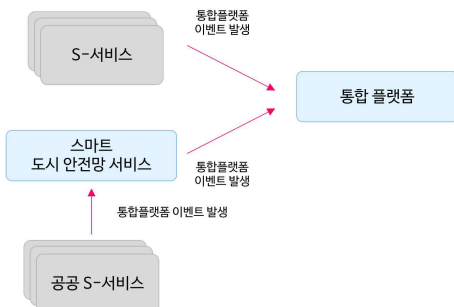 통합플랫폼
이벤트 발생
S-서비스
통합 플랫폼
스마트
도시 안전망 서비스
통합플랫폼
이벤트 발생
통합플랫폼 이벤트 발생
공공 S-서비스